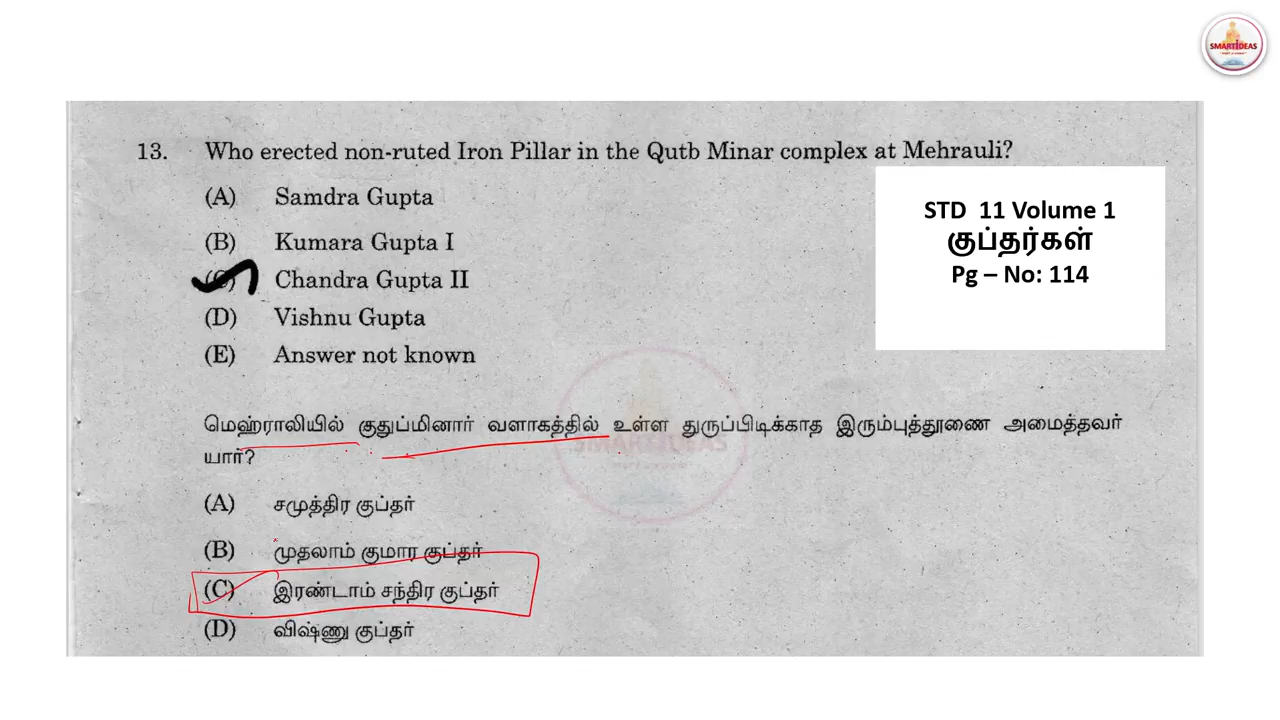 SMARTIDEAS
13. Who erected non-ruted Iron Pillar in the Qutb Minar complex at Mehrauli?
(A) Samdra Gupta
(B) Kumara Gupta I
(C) Chandra Gupta II
(D) Vishnu Gupta
(E) Answer not known
STD 11 Volume 1
குப்தர்கள்
Pg – No: 114
மெஹ்ராலியில் குதுப்மினார் வளாகத்தில் உள்ள துருப்பிடிக்காத இரும்புத்தூணை அமைத்தவர்
யார்?
SMARTIDEAS
(A) சமுத்திர குப்தர்
(B) முதலாம் குமார குப்தர்
(C) இரண்டாம் சந்திர குப்தர்
(D) விஷ்ணு குப்தர்